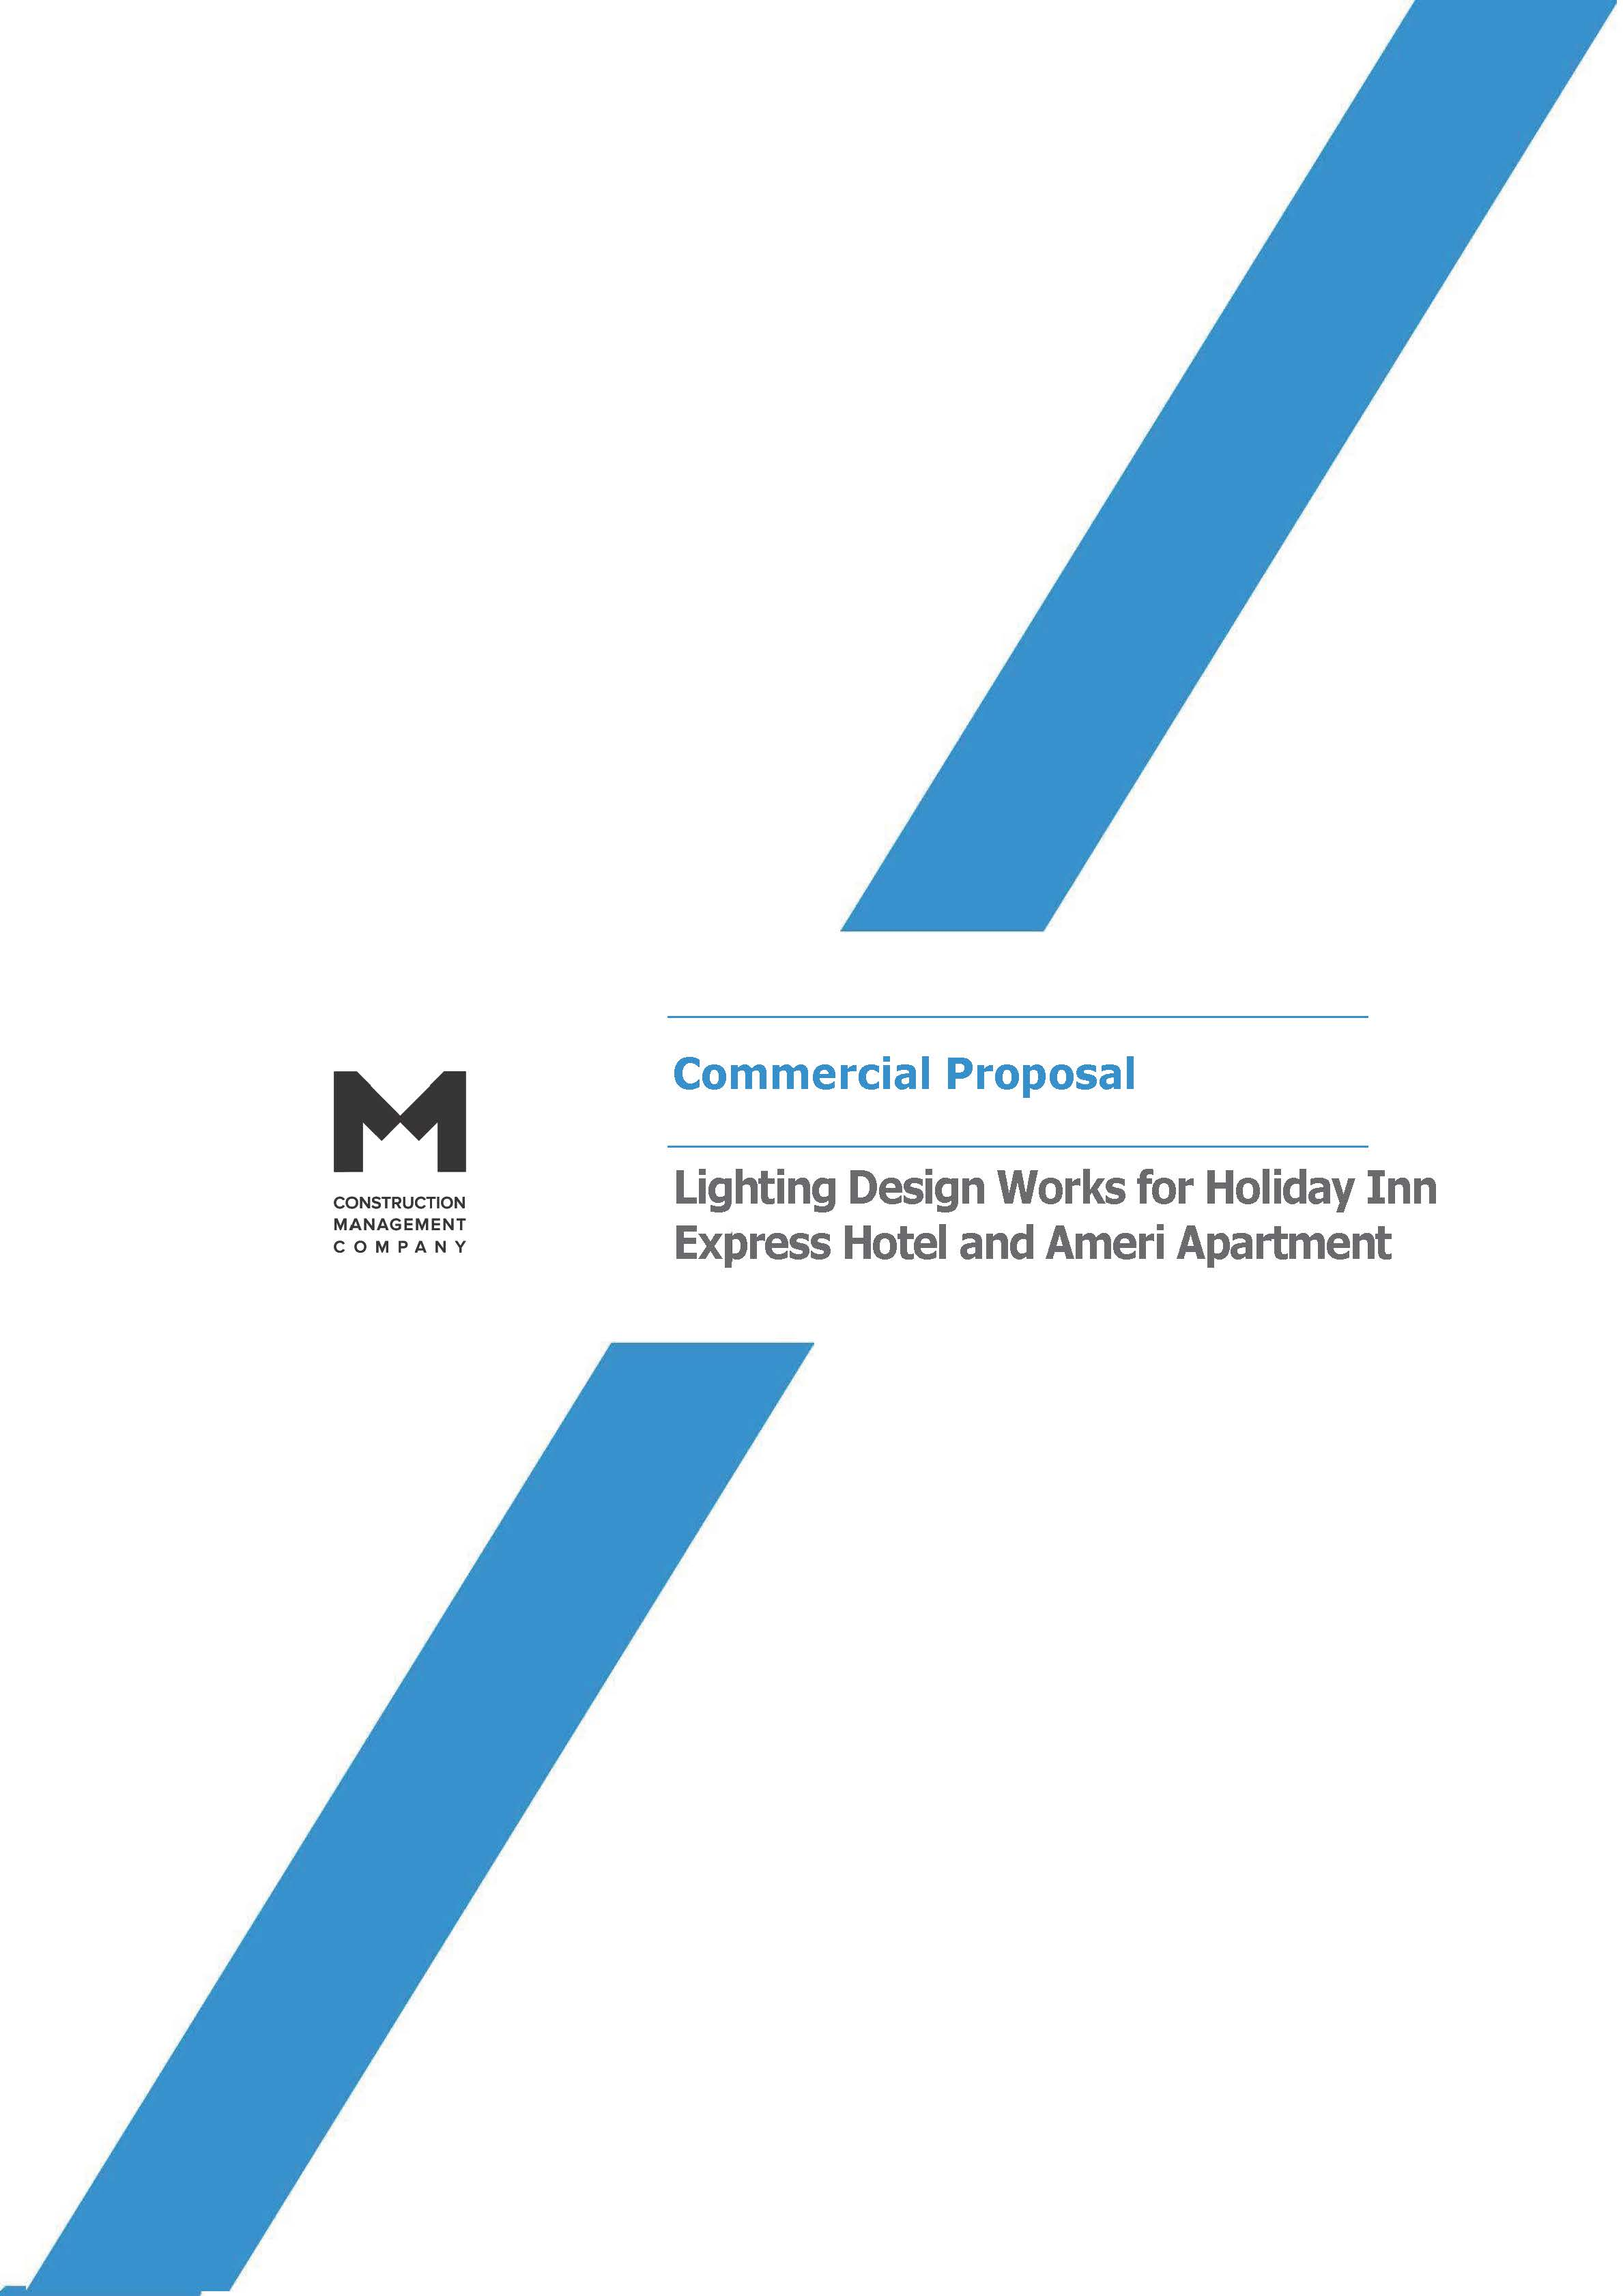 Commercial Proposal
M
CONSTRUCTION
MANAGEMENT
COMPANY
Lighting Design Works for Holiday Inn
Express Hotel and Ameri Apartment